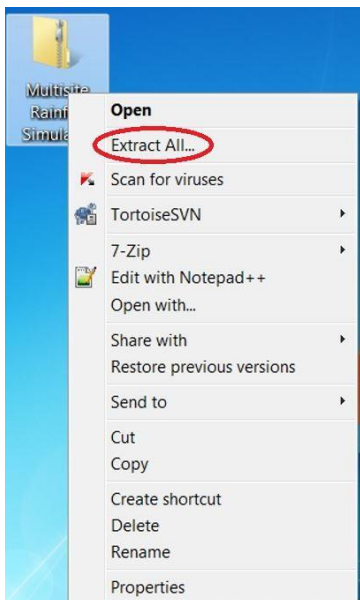 Multisite
Rainf
Simula
Open
Extract All...
Scan for viruses
TortoiseSVN
7-Zip
Edit with Notepad++
Open with...
Share with
Restore previous versions
Send to
Cut
Copy
Create shortcut
Delete
Rename
Properties